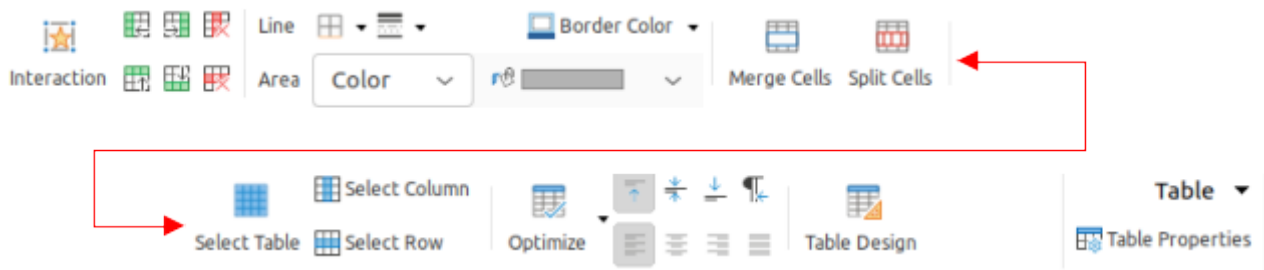 Line
Border Color
Interaction
Area
Color
Merge Cells
Split Cells
Select Column
Table
Select Table
Select Row
Optimize
Table Design
Table Properties